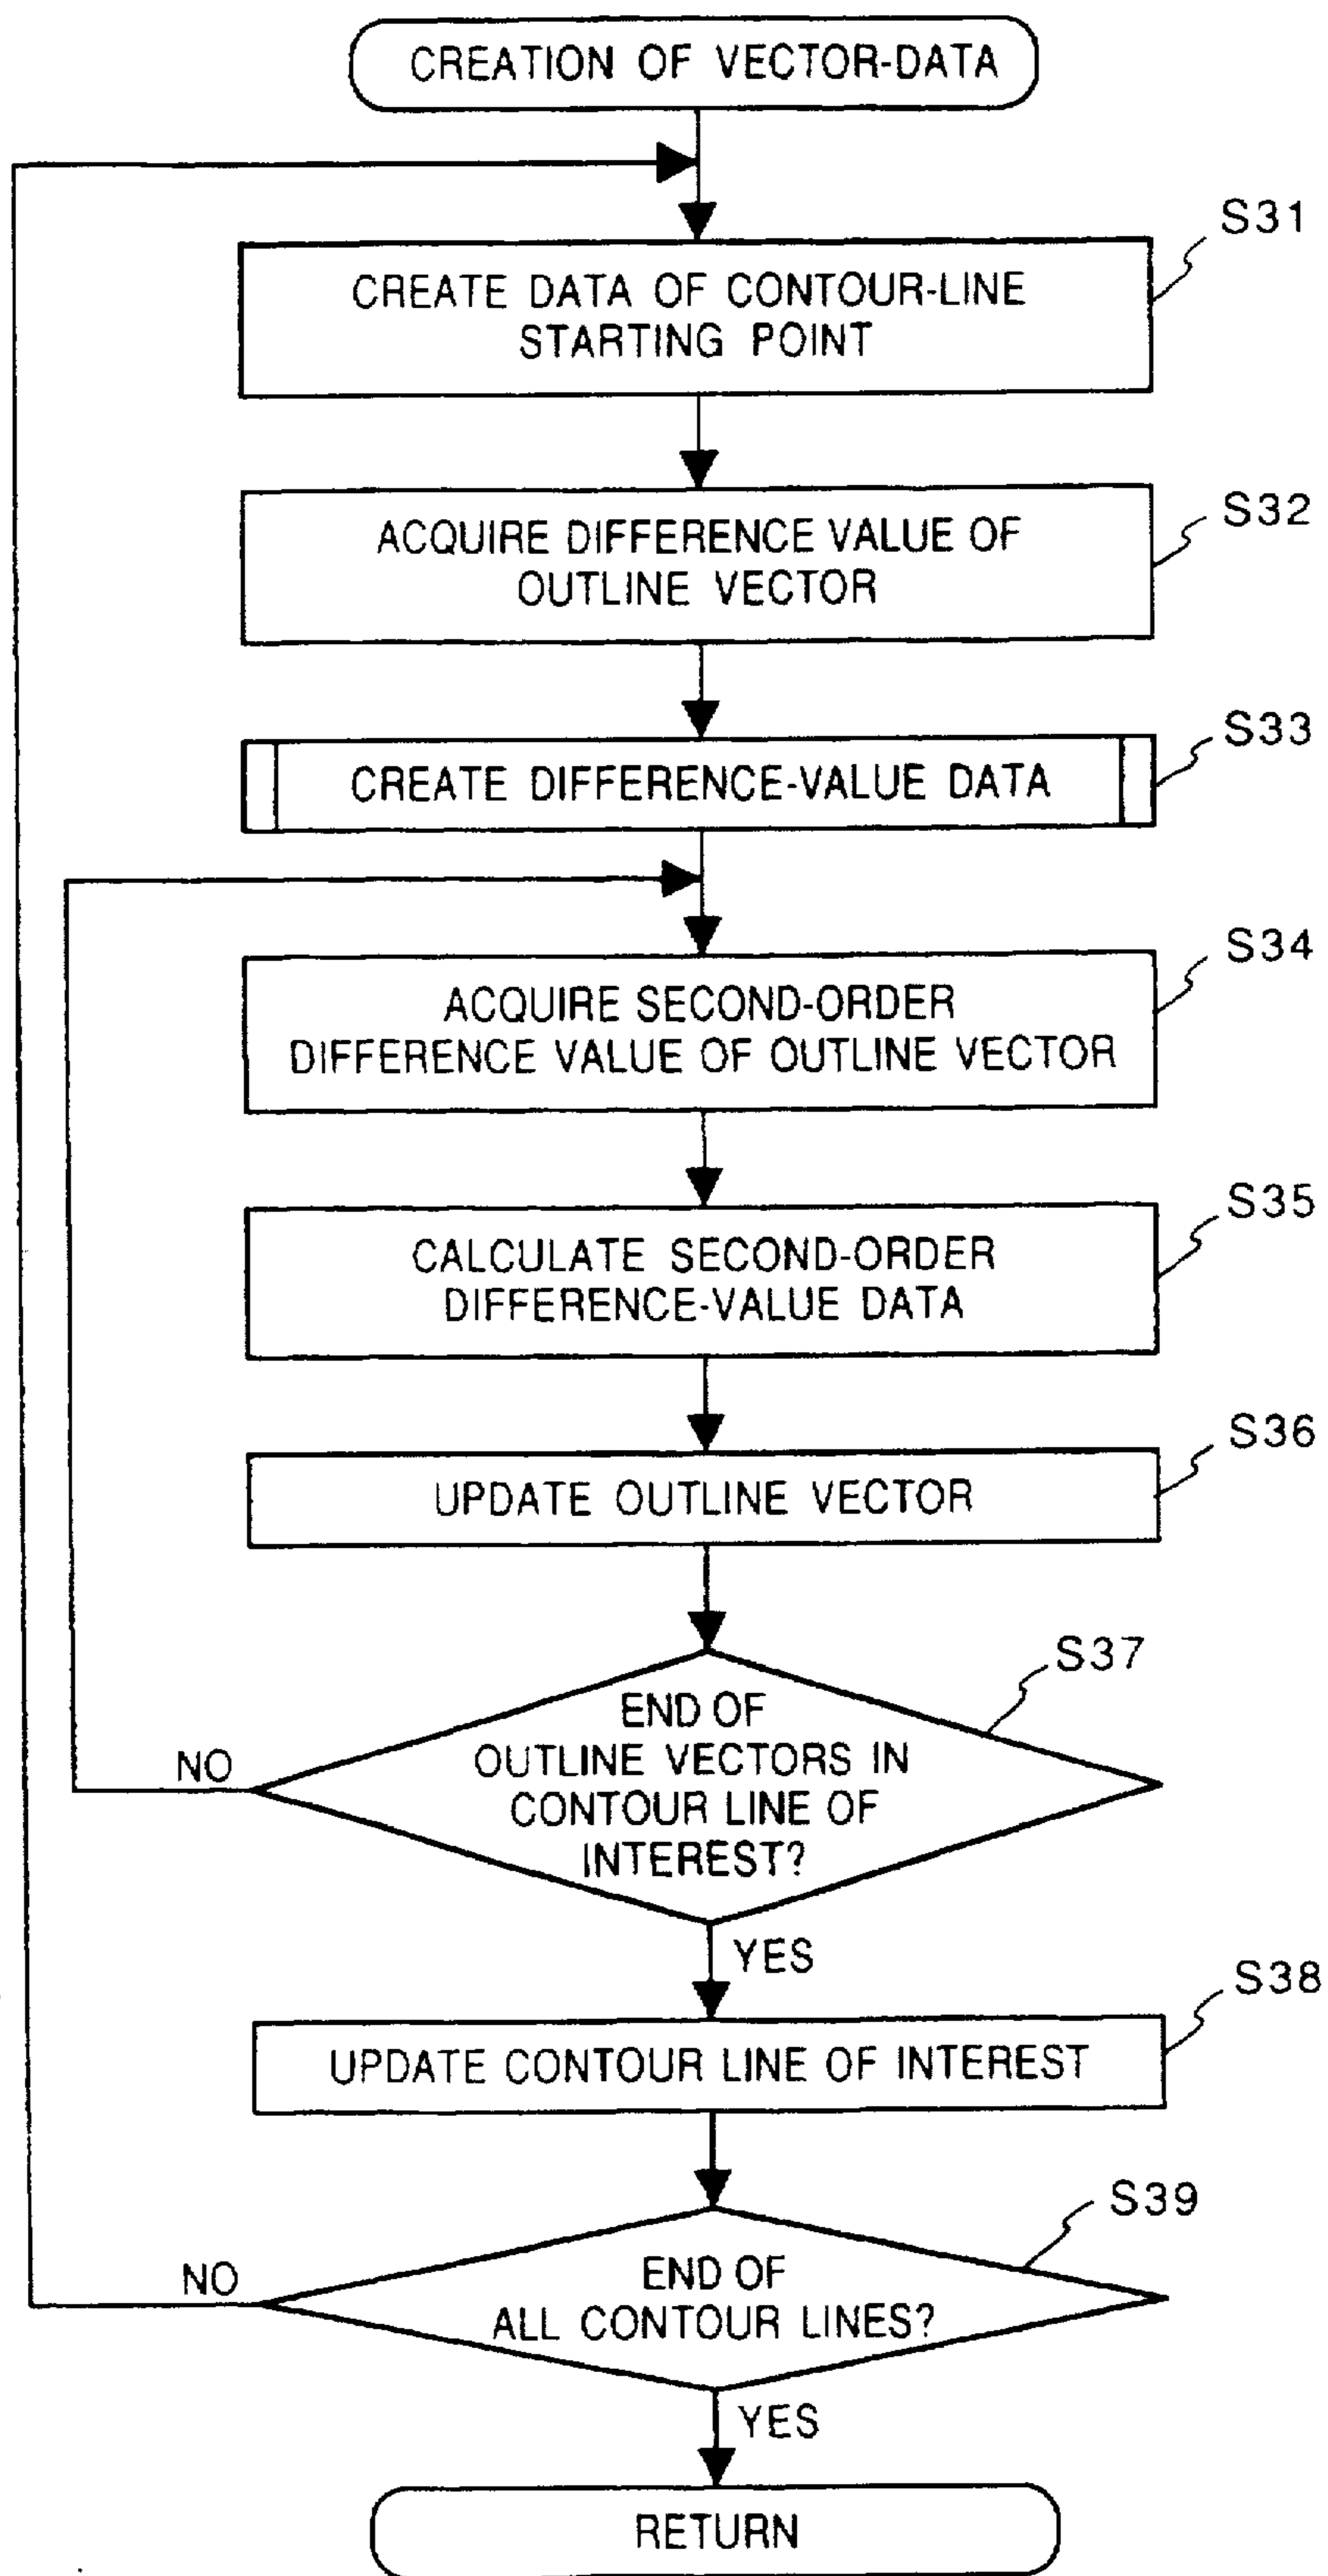 CREATION OF VECTOR-DATA
S31
CREATE DATA OF CONTOUR-LINE
STARTING POINT
S32
ACQUIRE DIFFERENCE VALUE OF
OUTLINE VECTOR
S33
CREATE DIFFERENCE-VALUE DATA
S34
ACQUIRE SECOND-ORDER
DIFFERENCE VALUE OF OUTLINE VECTOR
S35
CALCULATE SECOND-ORDER
DIFFERENCE-VALUE DATA
S36
UPDATE OUTLINE VECTOR
S37
END OF
OUTLINE VECTORS IN
CONTOUR LINE OF
INTEREST?
NO
YES
S38
UPDATE CONTOUR LINE OF INTEREST
S39
END OF
ALL CONTOUR LINES?
NO
YES
RETURN